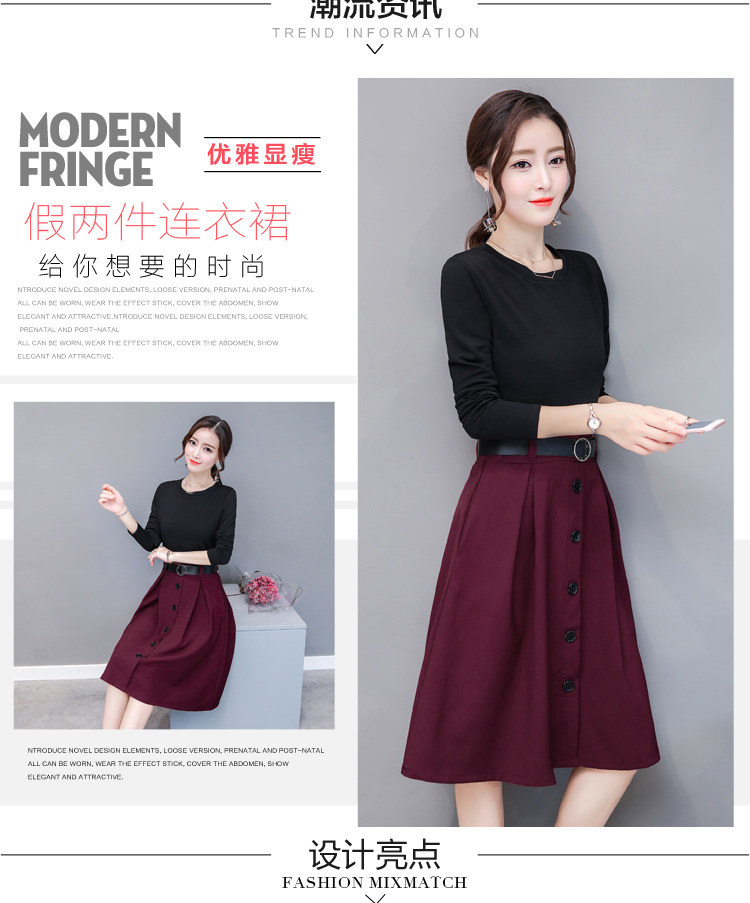 潮流资讯
TREND INFORMATION
MODERN
FRINGE
优雅显瘦
假两件连衣裙
给你想要的时尚
NTRODUCE NOVEL DESIGN ELEMENTS, LOOSE VERSION, PRENATAL AND POST-NATAL
ALL CAN BE WORN, WEAR THE EFFECT STICK, COVER THE ABDOMEN, SHOW
ELEGANT AND ATTRACTIVE.NTRODUCE NOVEL DESIGN ELEMENTS, LOOSE VERSION,
PRENATAL AND POST-NATAL
ALL CAN BE WORN, WEAR THE EFFECT STICK, COVER THE ABDOMEN, SHOW
ELEGANT AND ATTRACTIVE.
NTRODUCE NOVEL DESIGN ELEMENTS, LOOSE VERSION, PRENATAL AND POST-NATAL
ALL CAN BE WORN, WEAR THE EFFECT STICK, COVER THE ABDOMEN, SHOW
ELEGANT AND ATTRACTIVE.
设计亮点
FASHION MIXMATCH